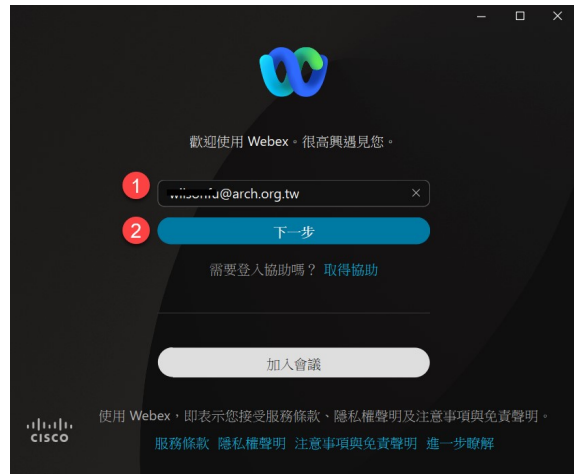 歡迎使用 Webex。很高興遇見您。
1
@arch.org.tw
2
下一步
需要登入協助嗎？ 取得協助
加入會議
使用 Webex，即表示您接受服務條款、隱私權聲明及注意事項與免責聲明。
CISCO
服務條款 隱私權聲明 注意事項與免責聲明 進一步瞭解